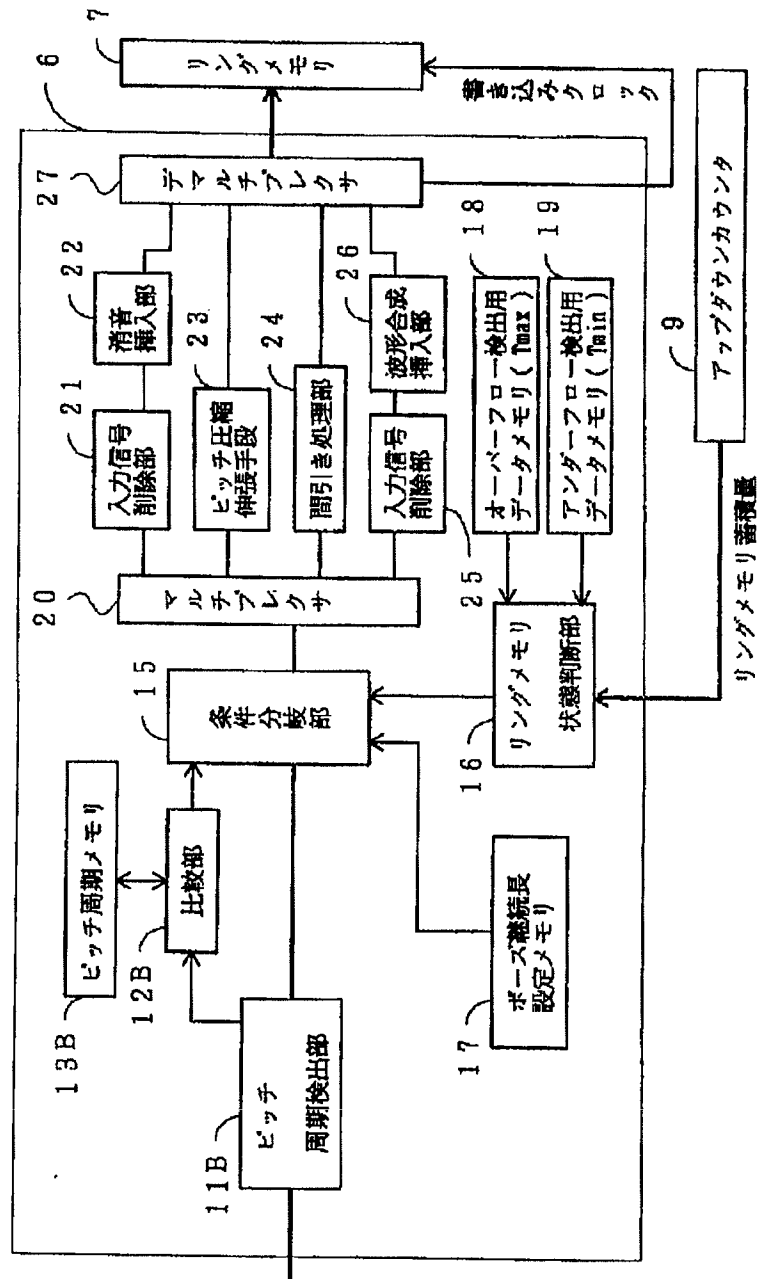 6
7
リングメモリ
書き込みクロック
27
デマルチプレクサ
22
消音
挿入部
21
入力信号
削除部
23
ピッチ圧縮
伸張手段
24
間引き処理部
26
波形合成
挿入部
25
入力信号
削除部
18
オーバーフロー検出用
データメモリ(Tmax)
19
アンダーフロー検出用
データメモリ(Tmin)
20
マルチプレクサ
15
条件分岐部
16
リングメモリ
状態判断部
9
アップダウンカウンタ
リングメモリ蓄積量
13B
ピッチ周期メモリ
12B
比較部
11B
ピッチ
周期検出部
17
ポーズ継続長
設定メモリ